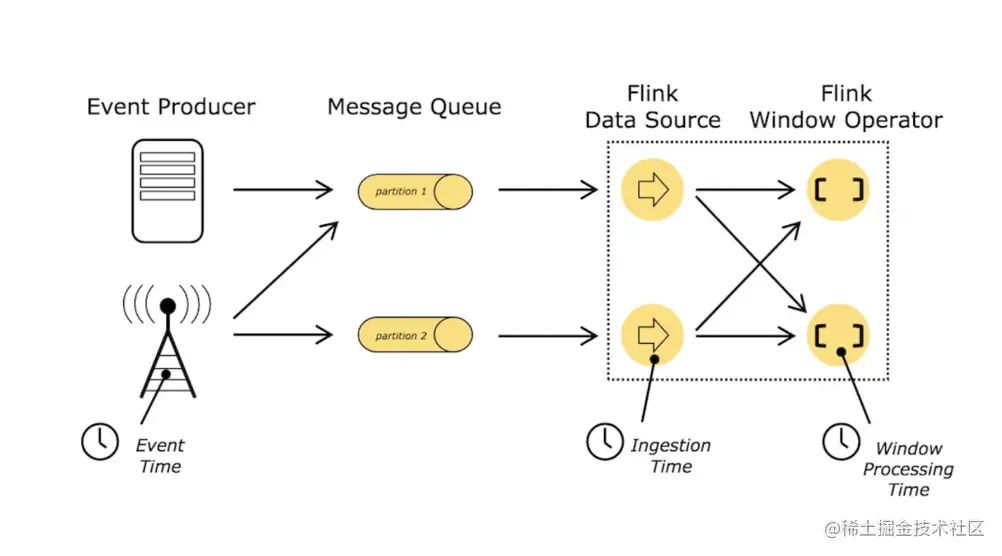 Event Producer
Message Queue
Flink
Data Source
Flink
Window Operator
partition 1
partition 2
Event
Time
Ingestion
Time
Window
Processing
Time
@稀土掘金技术社区